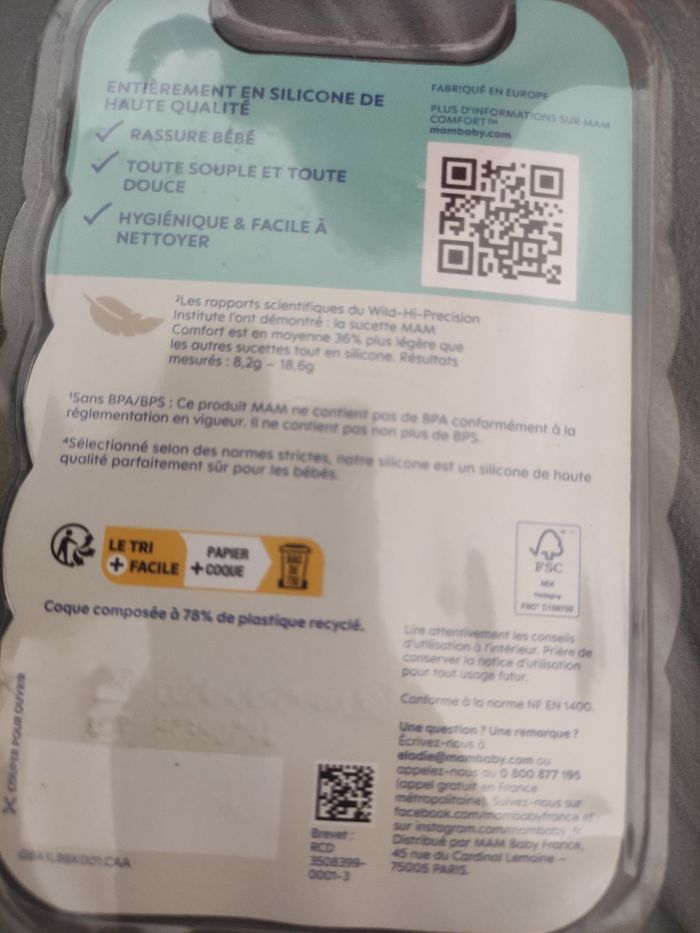 ENTIÈREMENT EN SILICONE DE
HAUTE QUALITÉ
RASSURE BÉBÉ
TOUTE SOUPLE ET TOUTE
DOUCE
HYGIÉNIQUE & FACILE À
NETTOYER
FABRIQUÉ EN EUROPE
PLUS D'INFORMATIONS SUR MAM
COMFORT™
mambaby.com
²Les rapports scientifiques du Wild-Hi-Precision
Institute l'ont démontré : la sucette MAM
Comfort est en moyenne 36% plus légère que
les autres sucettes tout en silicone. Résultats
mesurés : 8,2g – 18,6g
¹Sans BPA/BPS : Ce produit MAM ne contient pas de BPA conformément à la
réglementation en vigueur. Il ne contient pas non plus de BPS.
⁴Sélectionné selon des normes strictes, notre silicone est un silicone de haute
qualité parfaitement sûr pour les bébés.
LE TRI
+ FACILE
PAPIER
+ COQUE
BAC
DE
TRI
FSC
MIX
Packaging
Coque composée à 78% de plastique recyclé.
Lire attentivement les conseils
d'utilisation à l'intérieur. Prière de
conserver la notice d'utilisation
pour tout usage futur.
Conforme à la norme NF EN 1400.
Une question ? Une remarque ?
Écrivez-nous à
elodie@mambaby.com ou
appelez-nous au 0 800 877 195
(appel gratuit en France
métropolitaine). Suivez-nous sur
facebook.com/mambabyfrance et
sur instagram.com/mambaby_fr
Distribué par MAM Baby France,
45 rue du Cardinal Lemoine –
75005 PARIS.
COUPER POUR OUVRIR
Brevet :
RCD
3508399-
0001-3